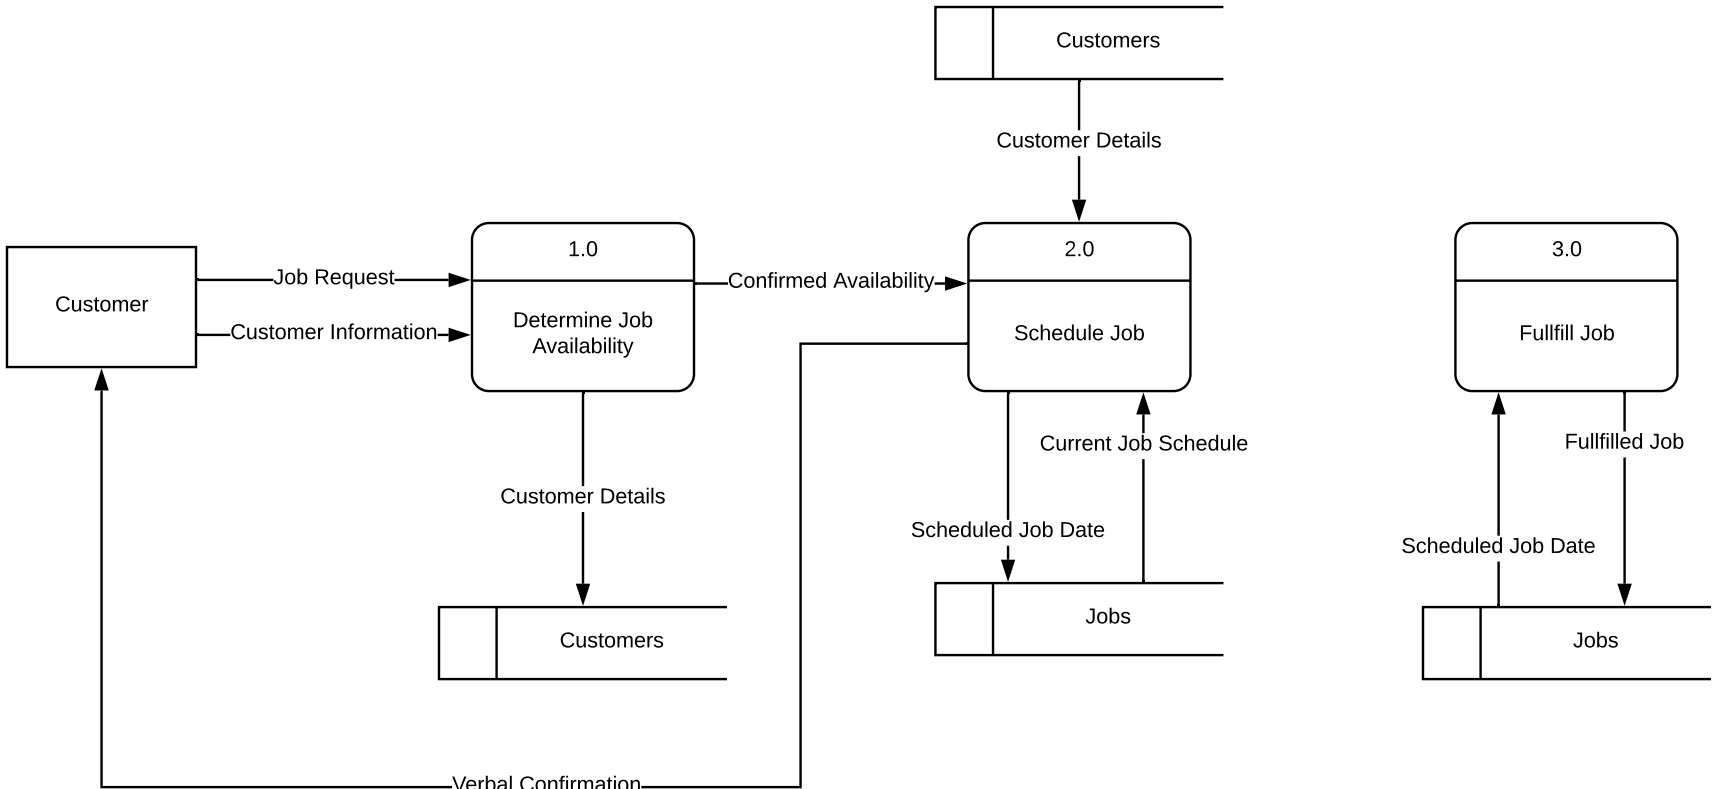 Customers
Customer Details
1.0
2.0
3.0
Job Request
Confirmed Availability
Customer
Customer Information
Determine Job
Availability
Schedule Job
Fullfill Job
Current Job Schedule
Fullfilled Job
Customer Details
Scheduled Job Date
Scheduled Job Date
Customers
Jobs
Jobs
Verbal Confirmation